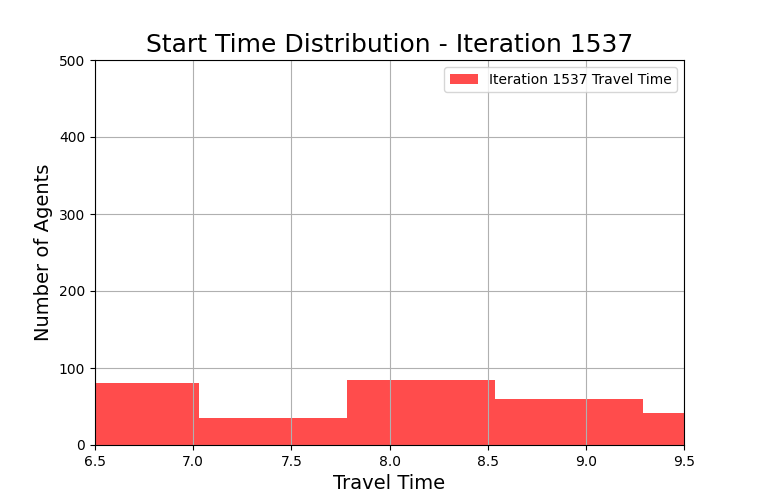 Start Time Distribution - Iteration 1537
Iteration 1537 Travel Time
Number of Agents
500
400
300
200
100
0
6.5 7.0 7.5 8.0 8.5 9.0 9.5
Travel Time